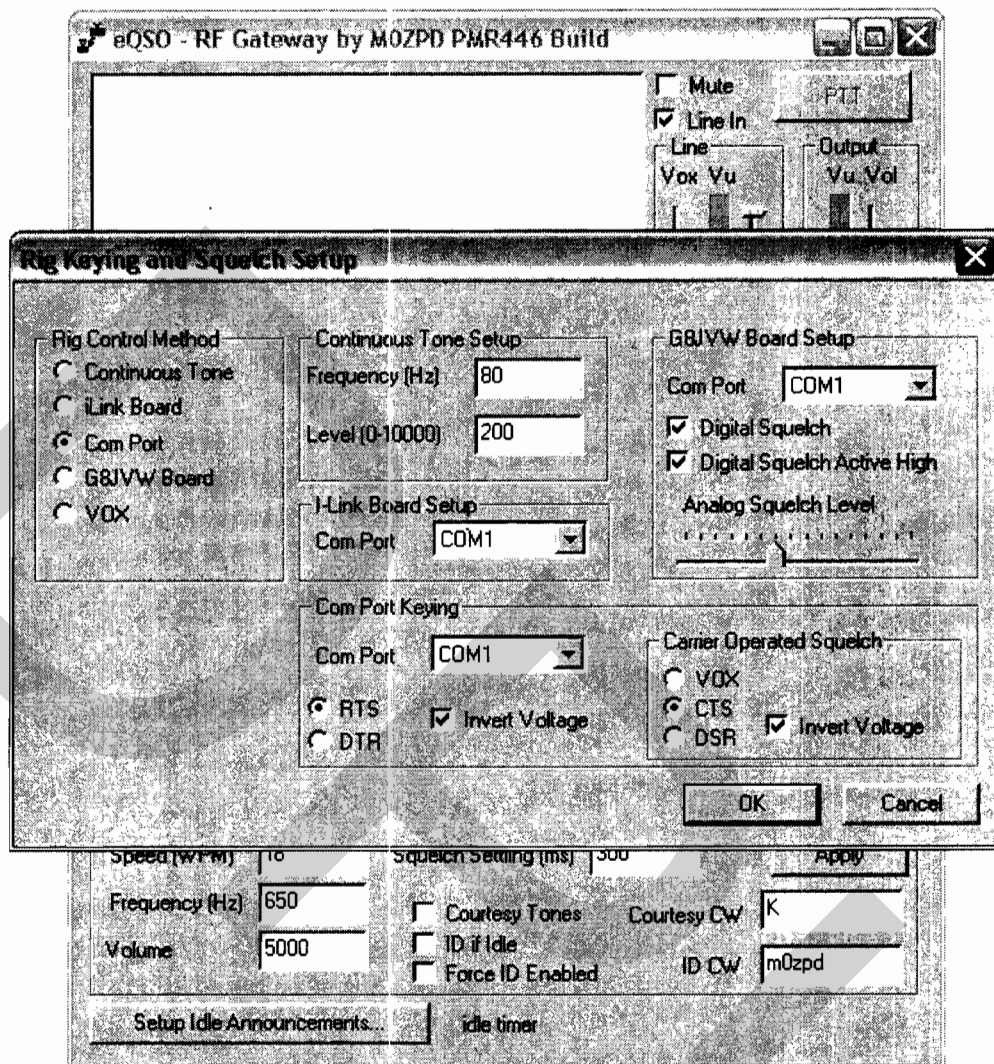 eQSO - RF Gateway by M0ZPD PMR446 Build
Mute
PTT
Line In
Line
Output
Vox Vu
Vu Vol
Rig Keying and Squelch Setup
Rig Control Method
Continuous Tone
iLink Board
Com Port
G8JVW Board
VOX
Continuous Tone Setup
Frequency (Hz) 80
Level (0-10000) 200
I-Link Board Setup
Com Port COM1
G8JVW Board Setup
Com Port COM1
Digital Squelch
Digital Squelch Active High
Analog Squelch Level
Com Port Keying
Com Port COM1
RTS
DTR
Invert Voltage
Carrier Operated Squelch
VOX
CTS
DSR
Invert Voltage
OK
Cancel
Speed (WPM)
Squelch Setting (ms) 300
Apply
Frequency (Hz) 650
Courtesy Tones
Courtesy CW K
Volume 5000
ID if Idle
Force ID Enabled
ID CW m0zpd
Setup Idle Announcements...
idle timer